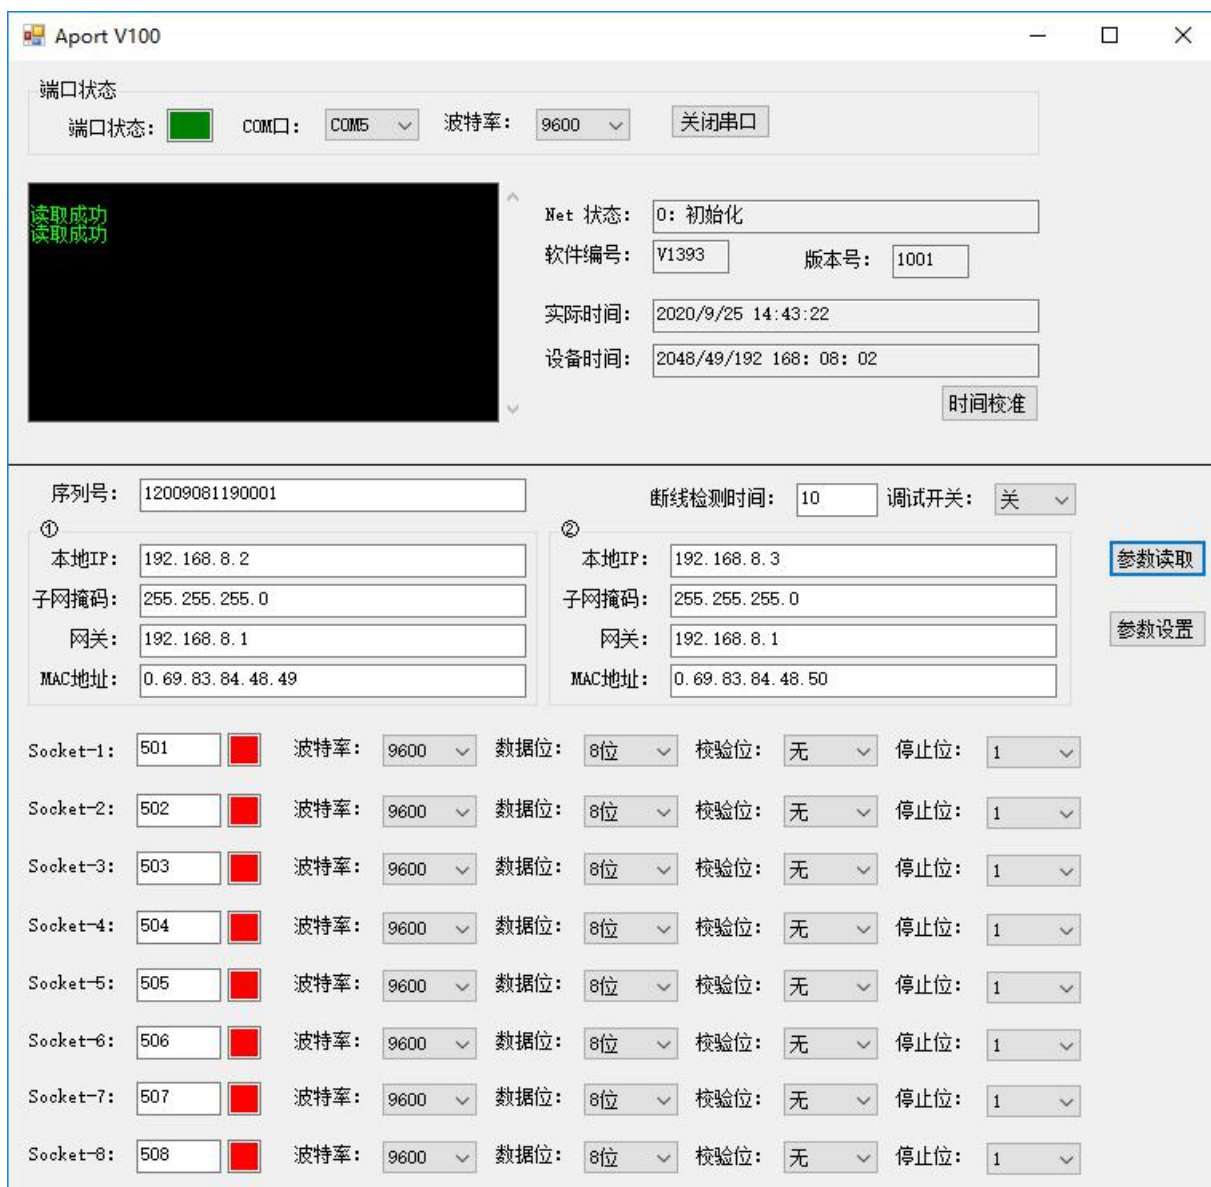 Aport V100
端口状态
端口状态: COM口: COM5 波特率: 9600 关闭串口
读取成功
读取成功
Net 状态: 0: 初始化
软件编号: V1393 版本号: 1001
实际时间: 2020/9/25 14:43:22
设备时间: 2048/49/192 168: 08: 02
时间校准
序列号: 12009081190001 断线检测时间: 10 调试开关: 关
① ②
本地IP: 192.168.8.2 本地IP: 192.168.8.3 参数读取
子网掩码: 255.255.255.0 子网掩码: 255.255.255.0
网关: 192.168.8.1 网关: 192.168.8.1 参数设置
MAC地址: 0.69.83.84.48.49 MAC地址: 0.69.83.84.48.50
Socket-1: 501 波特率: 9600 数据位: 8位 校验位: 无 停止位: 1
Socket-2: 502 波特率: 9600 数据位: 8位 校验位: 无 停止位: 1
Socket-3: 503 波特率: 9600 数据位: 8位 校验位: 无 停止位: 1
Socket-4: 504 波特率: 9600 数据位: 8位 校验位: 无 停止位: 1
Socket-5: 505 波特率: 9600 数据位: 8位 校验位: 无 停止位: 1
Socket-6: 506 波特率: 9600 数据位: 8位 校验位: 无 停止位: 1
Socket-7: 507 波特率: 9600 数据位: 8位 校验位: 无 停止位: 1
Socket-8: 508 波特率: 9600 数据位: 8位 校验位: 无 停止位: 1